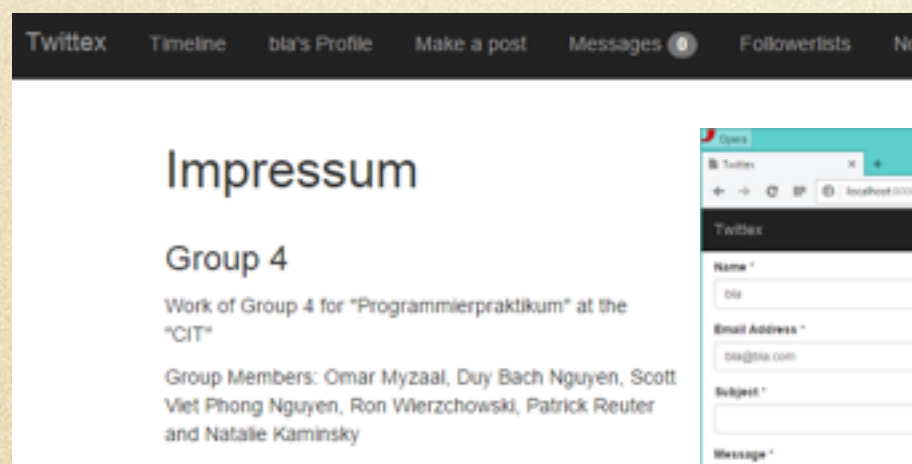 Twittex Timeline bla's Profile Make a post Messages 0 Followerlists
Impressum
Group 4
Work of Group 4 for "Programmierpraktikum" at the
"CIT"
Group Members: Omar Myzaal, Duy Bach Nguyen, Scott
Viet Phong Nguyen, Ron Wierzchowski, Patrick Reuter
and Natalie Kaminsky
Opera
Twittex
Twittex
Name *
bla
Email Address *
bla@bla.com
Subject *
Message *